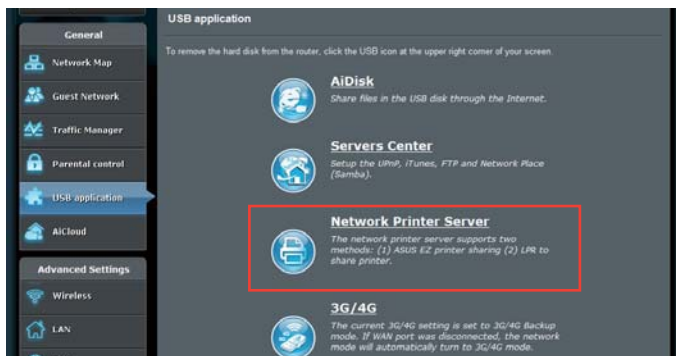 General
Network Map
Guest Network
Traffic Manager
Parental control
USB application
AiCloud
Advanced Settings
Wireless
LAN
USB application
To remove the hard disk from the router, click the USB icon at the upper right corner of your screen.
AiDisk
Share files in the USB disk through the Internet.
Servers Center
Setup the UPnP, iTunes, FTP and Network Place
(Samba).
Network Printer Server
The network printer server supports two
methods: (1) ASUS EZ printer sharing (2) LPR to
share printer.
3G/4G
The current 3G/4G setting is set to 3G/4G Backup
mode. If WAN port was disconnected, the network
mode will automatically turn to 3G/4G mode.